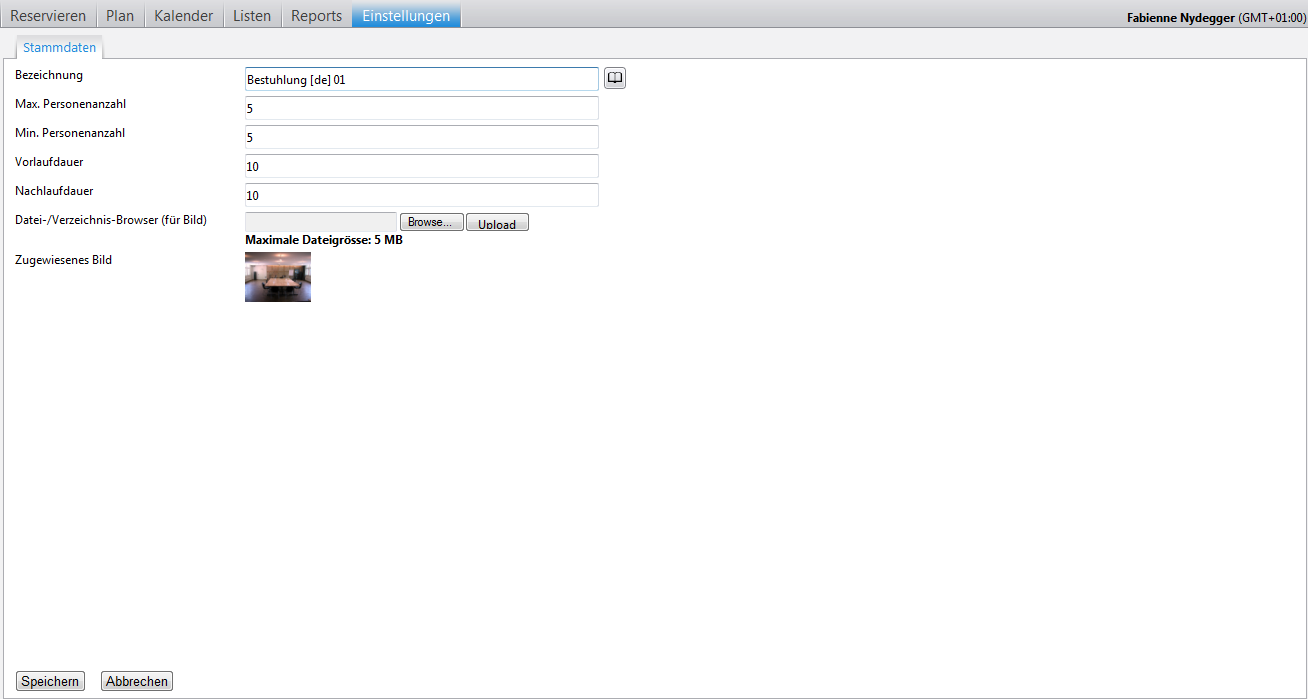 Reservieren Plan Kalender Listen Reports Einstellungen Fabienne Nydegger (GMT+01:00)
Stammdaten
Bezeichnung Bestuhlung [de] 01
Max. Personenanzahl 5
Min. Personenanzahl 5
Vorlaufdauer 10
Nachlaufdauer 10
Datei-/Verzeichnis-Browser (für Bild) Browse... Upload
Maximale Dateigrösse: 5 MB
Zugewiesenes Bild
Speichern Abbrechen